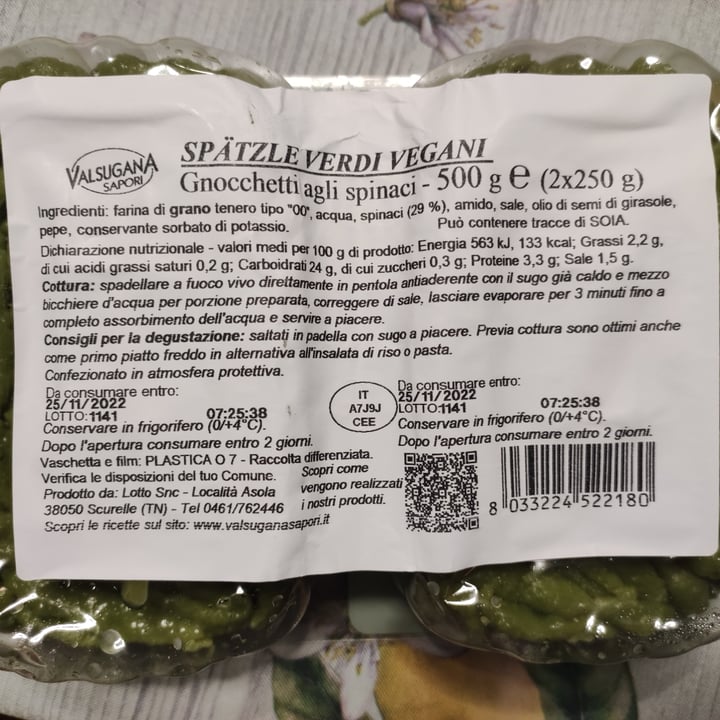 VALSUGANA
SAPORI
SPÄTZLE VERDI VEGANI
Gnocchetti agli spinaci - 500 g e (2x250 g)
Ingredienti: farina di grano tenero tipo "00", acqua, spinaci (29 %), amido, sale, olio di semi di girasole,
pepe, conservante sorbato di potassio. Può contenere tracce di SOIA.
Dichiarazione nutrizionale - valori medi per 100 g di prodotto: Energia 563 kJ, 133 kcal; Grassi 2,2 g,
di cui acidi grassi saturi 0,2 g; Carboidrati 24 g, di cui zuccheri 0,3 g; Proteine 3,3 g; Sale 1,5 g.
Cottura: spadellare a fuoco vivo direttamente in pentola antiaderente con il sugo già caldo e mezzo
bicchiere d'acqua per porzione preparata, correggere di sale, lasciare evaporare per 3 minuti fino a
completo assorbimento dell'acqua e servire a piacere.
Consigli per la degustazione: saltati in padella con sugo a piacere. Previa cottura sono ottimi anche
come primo piatto freddo in alternativa all'insalata di riso o pasta.
Confezionato in atmosfera protettiva.
Da consumare entro:
25/11/2022
LOTTO:1141 07:25:38
Conservare in frigorifero (0/+4°C).
Dopo l'apertura consumare entro 2 giorni.
IT
A7J9J
CEE
Da consumare entro:
25/11/2022
LOTTO:1141 07:25:38
Conservare in frigorifero (0/+4°C).
Dopo l'apertura consumare entro 2 giorni.
Vaschetta e film: PLASTICA O 7 - Raccolta differenziata.
Verifica le disposizioni del tuo Comune.
Prodotto da: Lotto Snc - Località Asola
38050 Scurelle (TN) - Tel 0461/762446
Scopri le ricette sul sito: www.valsuganasapori.it
Scopri come
vengono realizzati
i nostri prodotti.
8 033224 522180